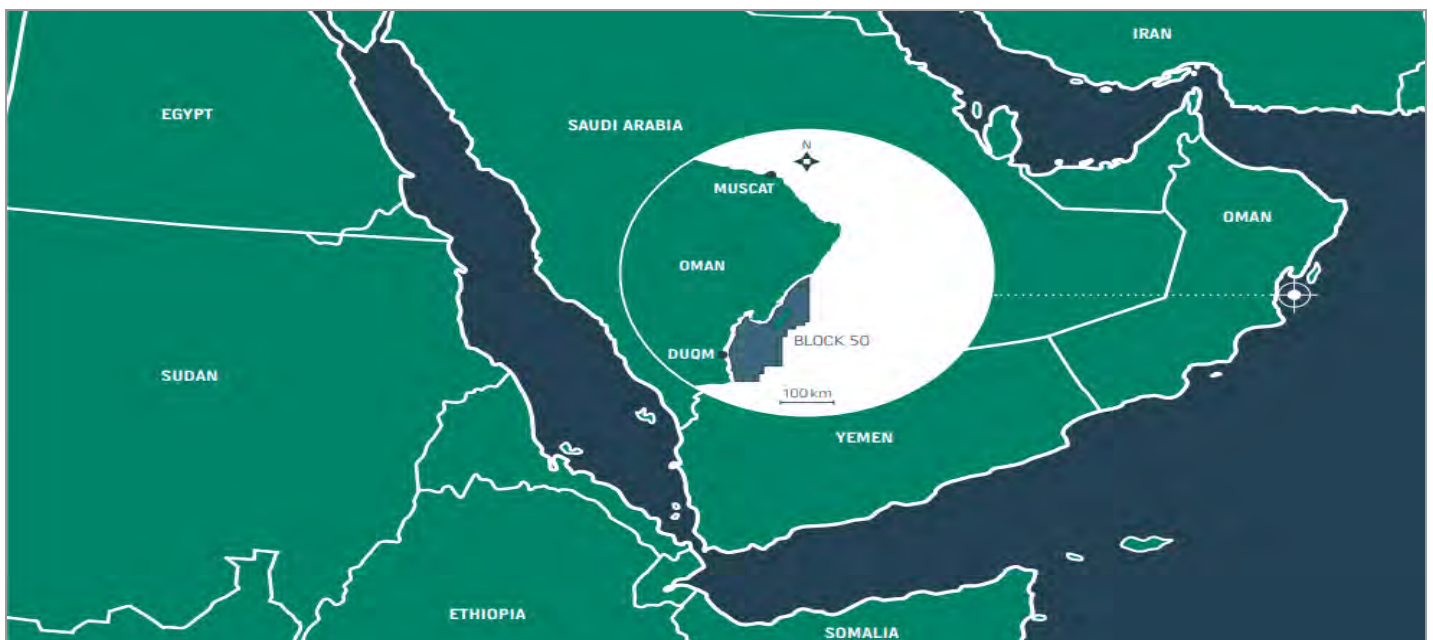 IRAN
EGYPT
SAUDI ARABIA
N
MUSCAT
OMAN
OMAN
BLOCK 50
DUQM
SUDAN
100 km
YEMEN
ETHIOPIA
SOMALIA